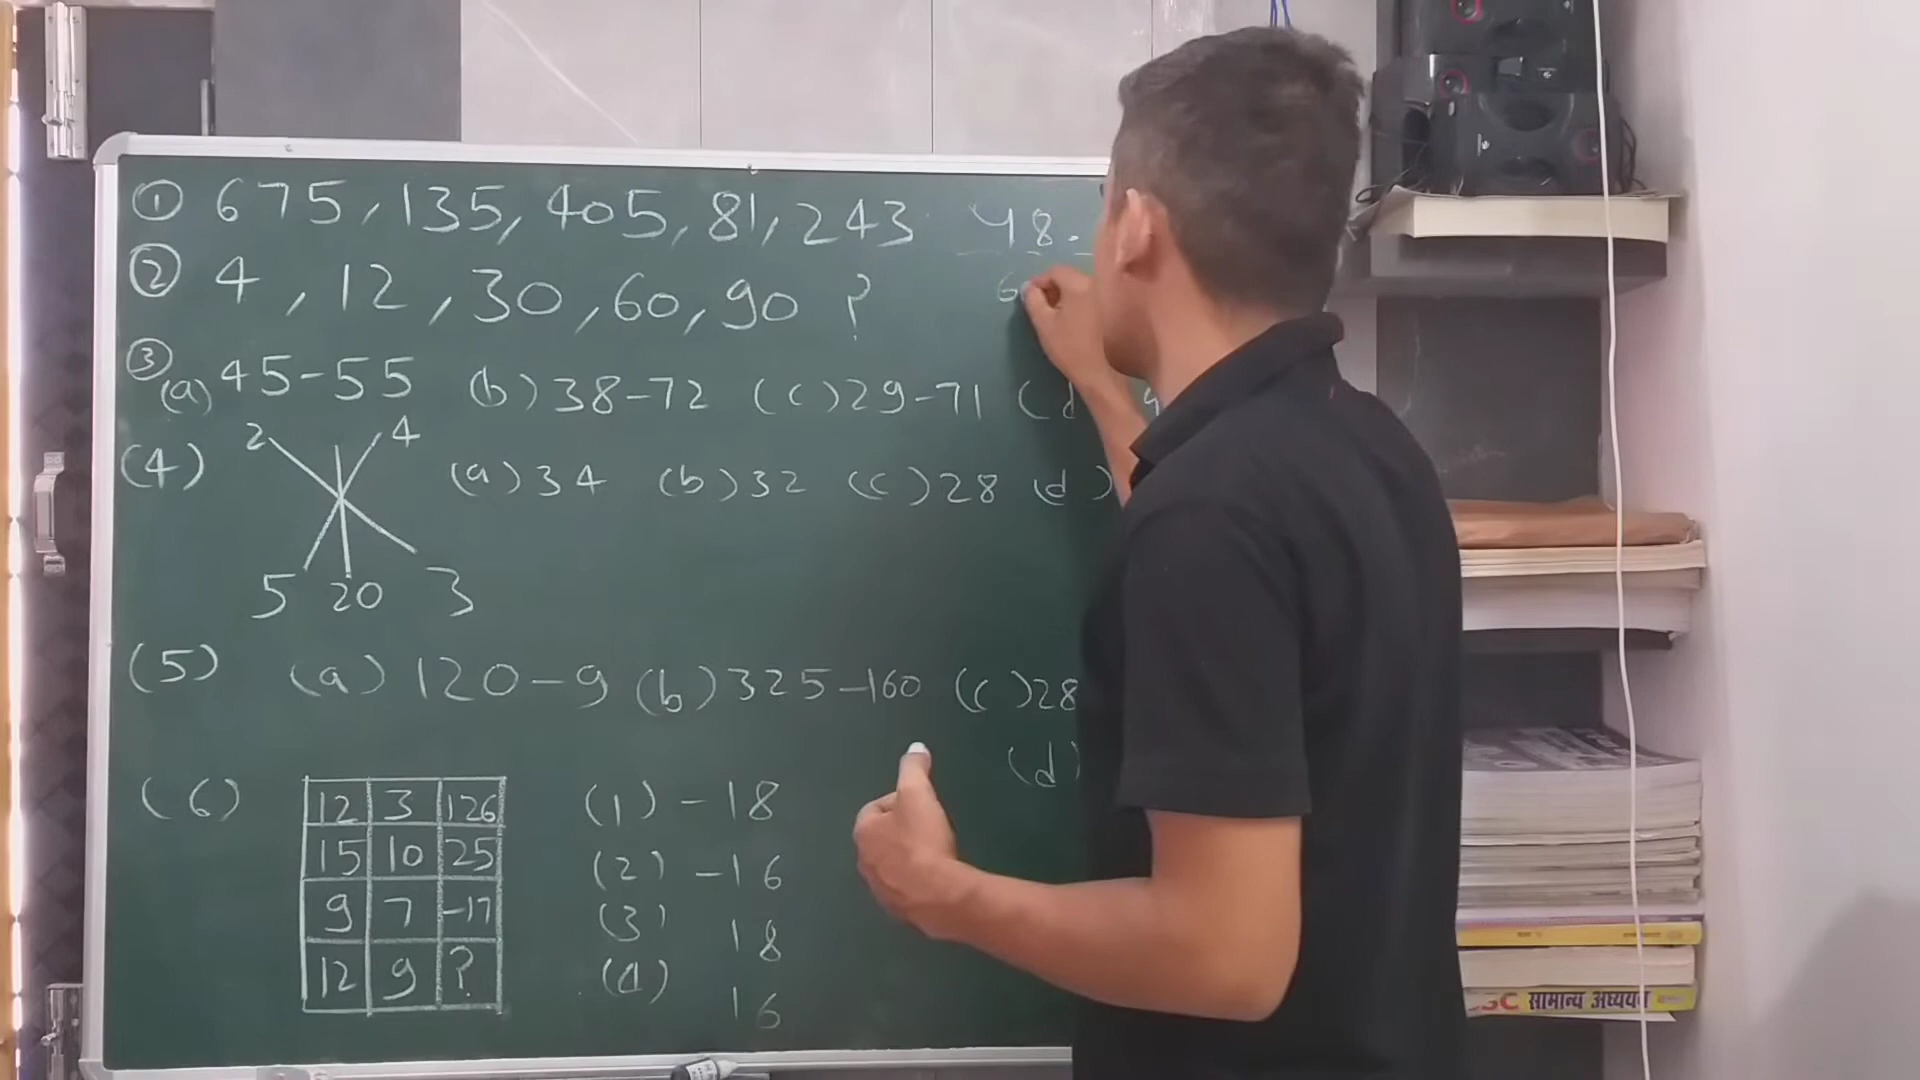 ① 675, 135, 405, 81, 243 48.
② 4, 12, 30, 60, 90 ?
③ (a) 45-55 (b) 38-72 (c) 29-71 (d
(4) 2 4 (a) 34 (b) 32 (c) 28 (d)
5 20 3
(5) (a) 120-9 (b) 325-160 (c) 28
(d)
(6) 12 3 126 (1) -18
15 10 25 (2) -16
9 7 -17 (3) 18
12 9 ? (4) 16
सामान्य अध्ययन